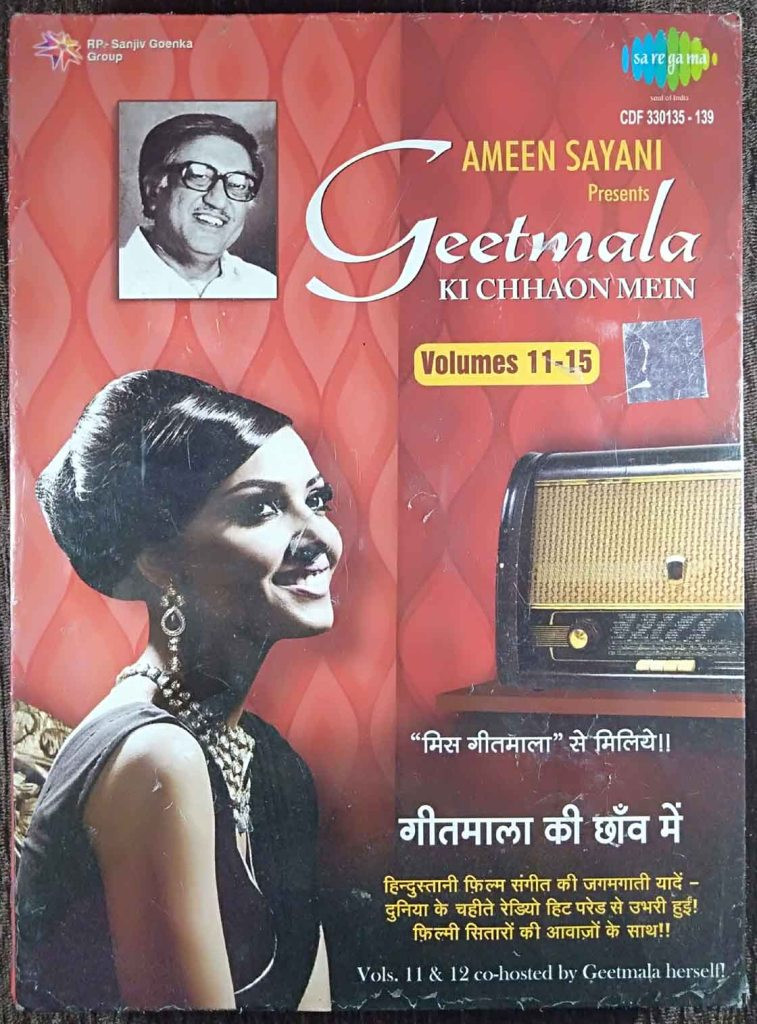 RP- Sanjiv Goenka
Group
sa re ga ma
soul of India
CDF 330135 - 139
AMEEN SAYANI
Presents
Geetmala
KI CHHAON MEIN
Volumes 11-15
“मिस गीतमाला” से मिलिये!!
गीतमाला की छाँव में
हिन्दुस्तानी फ़िल्म संगीत की जगमगाती यादें –
दुनिया के चहीते रेडियो हिट परेड से उभरी हुई!
फ़िल्मी सितारों की आवाज़ों के साथ!!
Vols. 11 & 12 co-hosted by Geetmala herself!